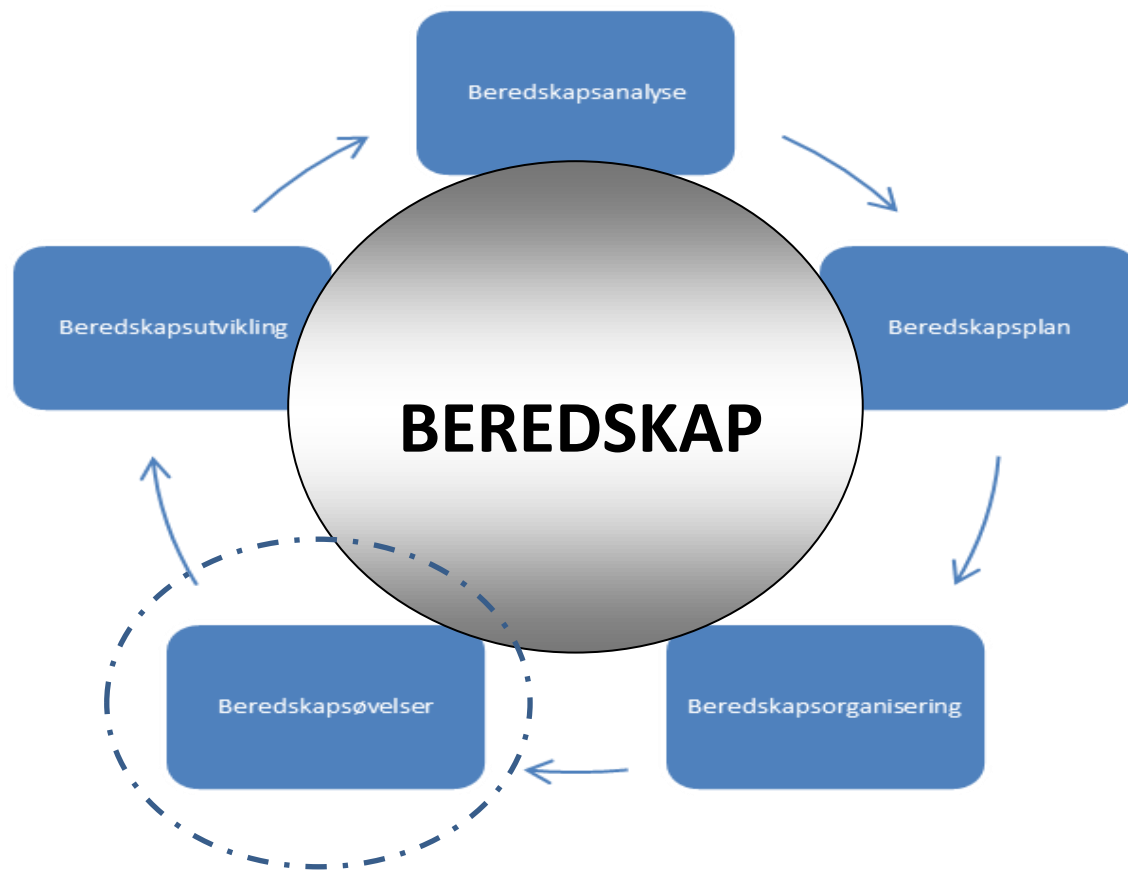 Beredskapsanalyse
Beredskapsutvikling
Beredskapsplan
BEREDSKAP
Beredskapsøvelser
Beredskapsorganisering